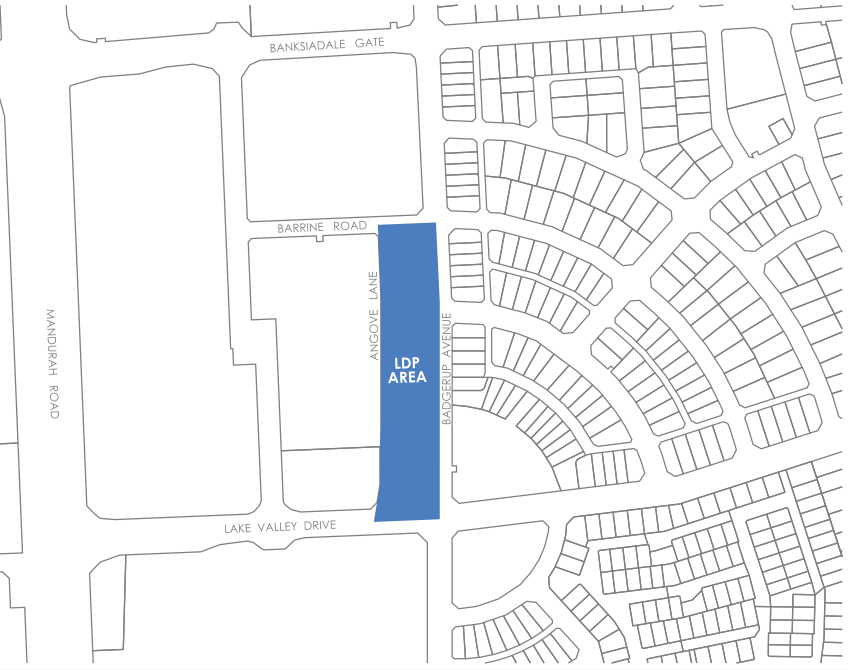 BANKSIADALE GATE
BARRINE ROAD
ANGOVE LANE
MANDURAH ROAD
BADGERUP AVENUE
LDP
AREA
LAKE VALLEY DRIVE